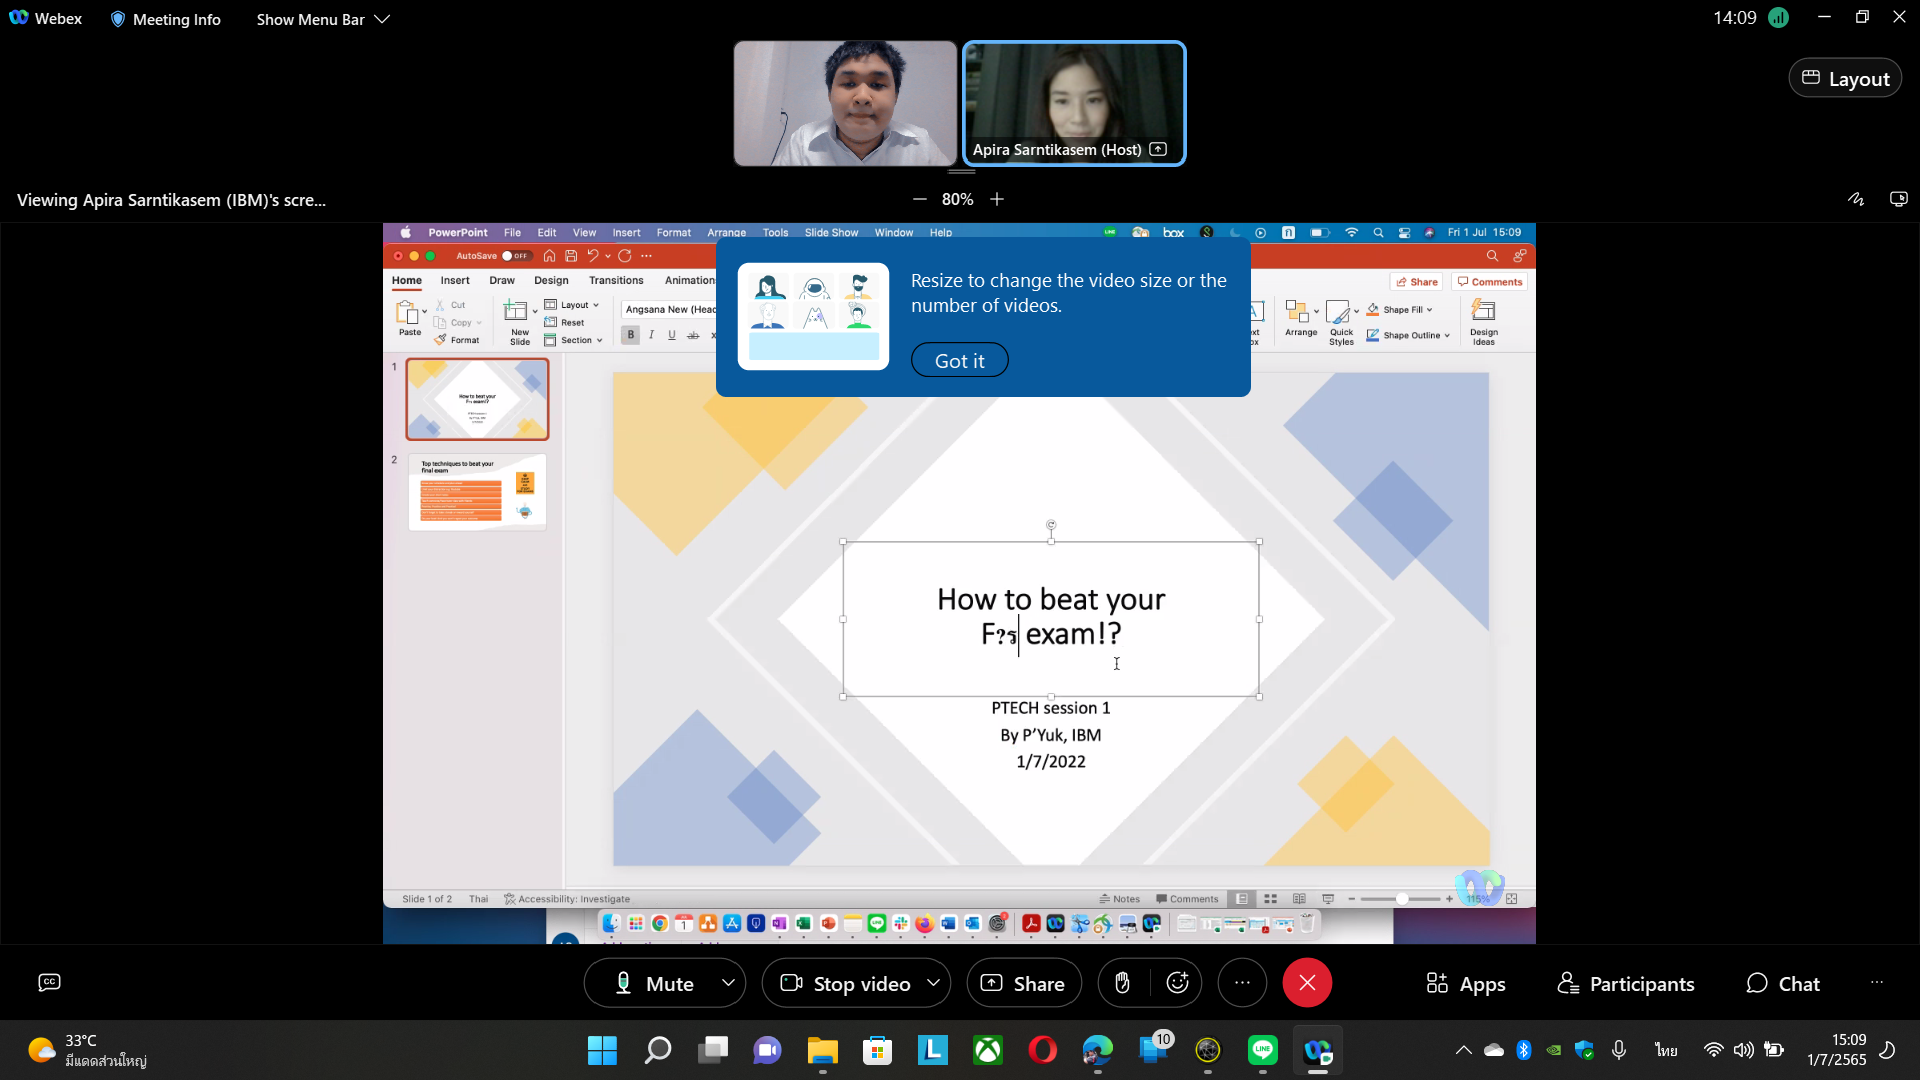 Webex
Meeting Info
Show Menu Bar
14:09
Layout
Apira Sarntikasem (Host)
Viewing Apira Sarntikasem (IBM)'s scre...
80%
PowerPoint File Edit View Insert Format Arrange Tools Slide Show Window Help
box
Fri 1 Jul 15:09
AutoSave OFF
Home Insert Draw Design Transitions Animation
Share
Comments
Paste
Cut
Copy
Format
New Slide
Layout
Reset
Section
Angsana New (Head
B I U ab
Arrange
Quick Styles
Shape Fill
Shape Outline
Design Ideas
Resize to change the video size or the
number of videos.
Got it
1
How to beat your
2
Top techniques to beat your
final exam
How to beat your
F?ร exam!?
PTECH session 1
By P'Yuk, IBM
1/7/2022
Slide 1 of 2
Thai
Accessibility: Investigate
Notes
Comments
Mute
Stop video
Share
Apps
Participants
Chat
33°C
มีแดดส่วนใหญ่
10
ไทย
15:09
1/7/2565